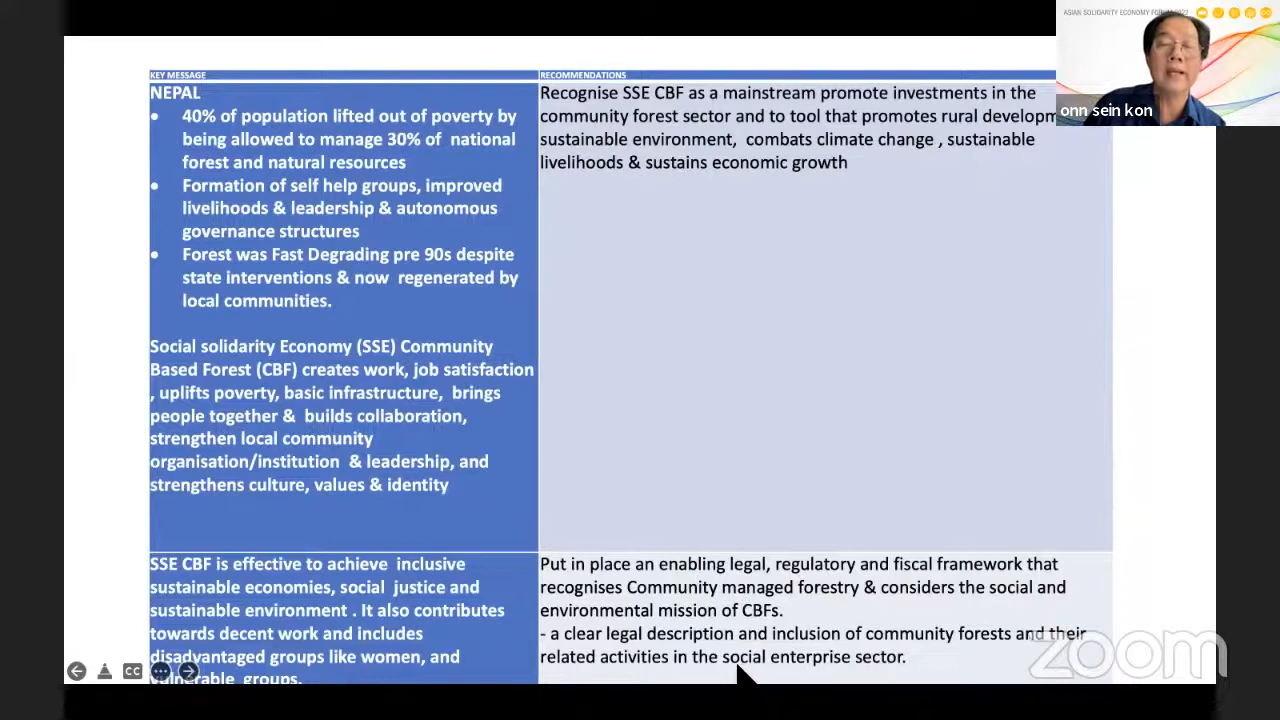 ASIAN SOLIDARITY ECONOMY FORUM 2022
onn sein kon
KEY MESSAGE
RECOMMENDATIONS
NEPAL
• 40% of population lifted out of poverty by
being allowed to manage 30% of national
forest and natural resources
• Formation of self help groups, improved
livelihoods & leadership & autonomous
governance structures
• Forest was Fast Degrading pre 90s despite
state interventions & now regenerated by
local communities.
Social solidarity Economy (SSE) Community
Based Forest (CBF) creates work, job satisfaction
, uplifts poverty, basic infrastructure, brings
people together & builds collaboration,
strengthen local community
organisation/institution & leadership, and
strengthens culture, values & identity
Recognise SSE CBF as a mainstream promote investments in the
community forest sector and to tool that promotes rural developm
sustainable environment, combats climate change , sustainable
livelihoods & sustains economic growth
SSE CBF is effective to achieve inclusive
sustainable economies, social justice and
sustainable environment . It also contributes
towards decent work and includes
disadvantaged groups like women, and
vulnerable groups.
Put in place an enabling legal, regulatory and fiscal framework that
recognises Community managed forestry & considers the social and
environmental mission of CBFs.
- a clear legal description and inclusion of community forests and their
related activities in the social enterprise sector.
CC
zoom